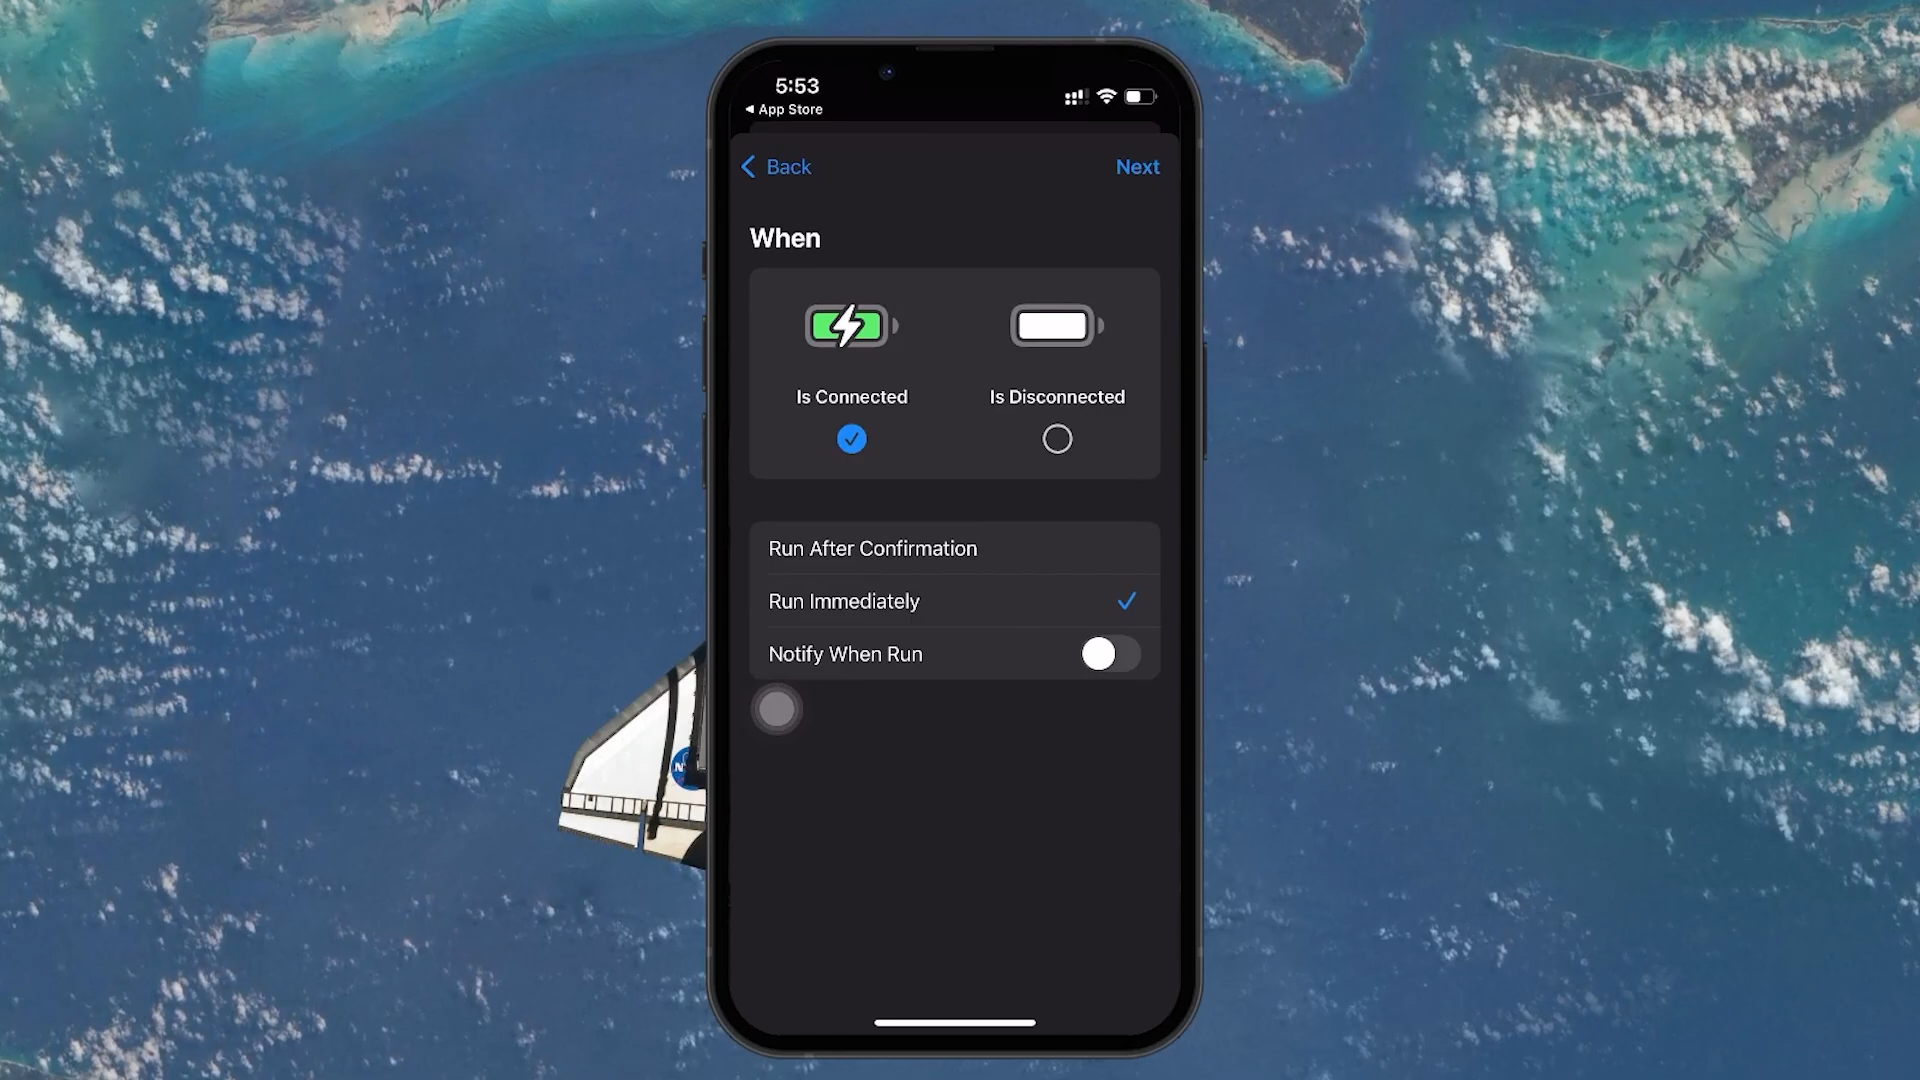 5:53
◀ App Store
Back
Next
When
Is Connected
Is Disconnected
Run After Confirmation
Run Immediately
Notify When Run